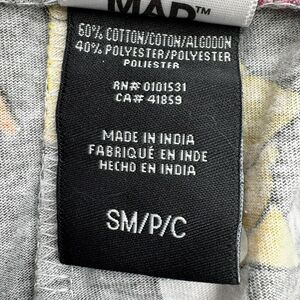 MAD™
60% COTTON/COTON/ALGODON
40% POLYESTER/POLYESTER
POLIESTER
RN# 0101531
CA# 41859
MADE IN INDIA
FABRIQUÉ EN INDE
HECHO EN INDIA
SM/P/C